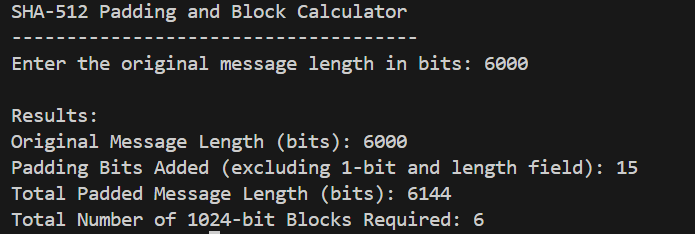 SHA-512 Padding and Block Calculator
-------------------------------------
Enter the original message length in bits: 6000
Results:
Original Message Length (bits): 6000
Padding Bits Added (excluding 1-bit and length field): 15
Total Padded Message Length (bits): 6144
Total Number of 1024-bit Blocks Required: 6